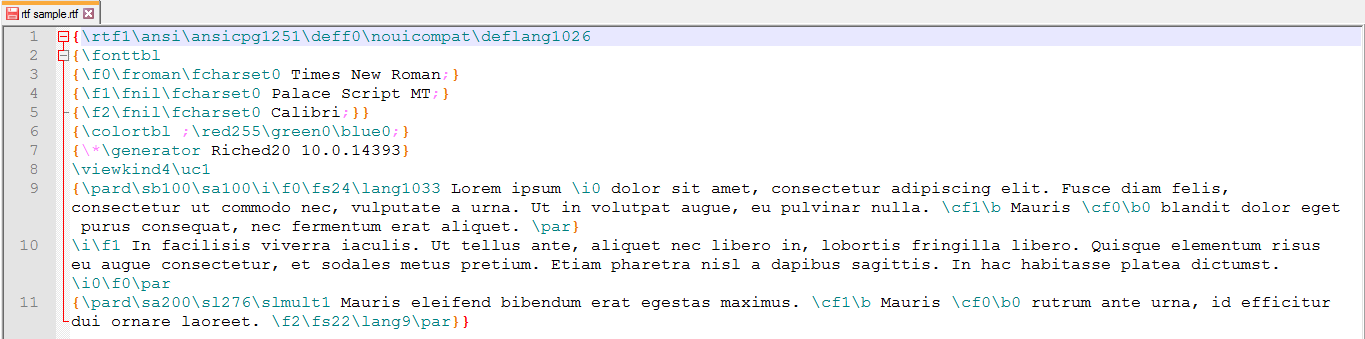 rtf sample.rtf
1 {\rtf1\ansi\ansicpg1251\deff0\nouicompat\deflang1026
2 {\fonttbl
3 {\f0\froman\fcharset0 Times New Roman;}
4 {\f1\fnil\fcharset0 Palace Script MT;}
5 {\f2\fnil\fcharset0 Calibri;}}
6 {\colortbl ;\red255\green0\blue0;}
7 {\*\generator Riched20 10.0.14393}
8 \viewkind4\uc1
9 {\pard\sb100\sa100\i\f0\fs24\lang1033 Lorem ipsum \i0 dolor sit amet, consectetur adipiscing elit. Fusce diam felis,
consectetur ut commodo nec, vulputate a urna. Ut in volutpat augue, eu pulvinar nulla. \cf1\b Mauris \cf0\b0 blandit dolor eget
purus consequat, nec fermentum erat aliquet. \par}
10 \i\f1 In facilisis viverra iaculis. Ut tellus ante, aliquet nec libero in, lobortis fringilla libero. Quisque elementum risus
eu augue consectetur, et sodales metus pretium. Etiam pharetra nisl a dapibus sagittis. In hac habitasse platea dictumst.
\i0\f0\par
11 {\pard\sa200\sl276\slmult1 Mauris eleifend bibendum erat egestas maximus. \cf1\b Mauris \cf0\b0 rutrum ante urna, id efficitur
dui ornare laoreet. \f2\fs22\lang9\par}}